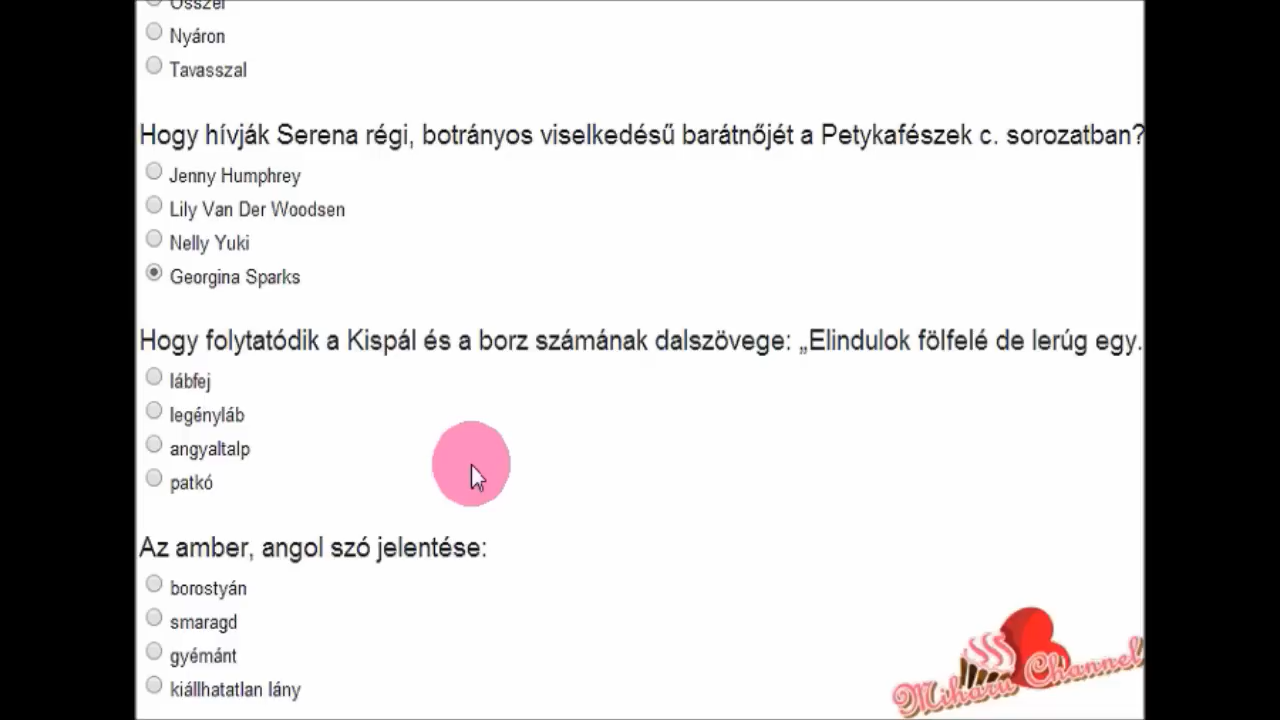 Ősszel
Nyáron
Tavasszal
Hogy hívják Serena régi, botrányos viselkedésű barátnőjét a Petykafészek c. sorozatban?
Jenny Humphrey
Lily Van Der Woodsen
Nelly Yuki
Georgina Sparks
Hogy folytatódik a Kispál és a borz számának dalszövege: „Elindulok fölfelé de lerúg egy.
lábfej
legényláb
angyaltalp
patkó
Az amber, angol szó jelentése:
borostyán
smaragd
gyémánt
kiállhatatlan lány
Miharu Channel